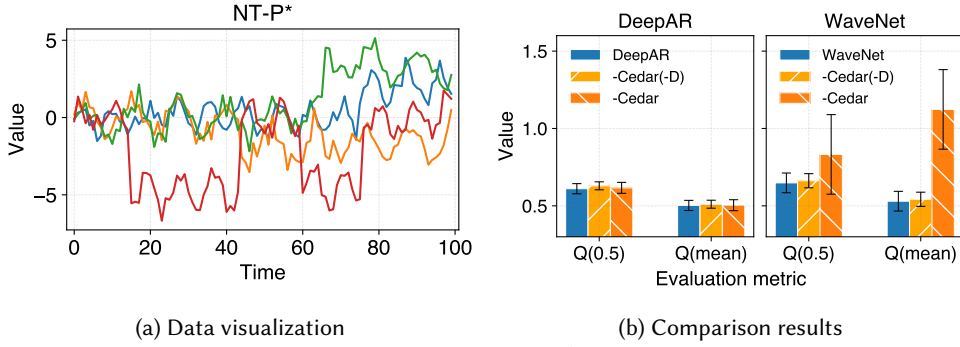 NT-P*
5
0
−5
Value
0 20 40 60 80 100
Time
(a) Data visualization
DeepAR
WaveNet
1.5
1.0
0.5
Value
DeepAR
-Cedar(-D)
-Cedar
WaveNet
-Cedar(-D)
-Cedar
Q(0.5) Q(mean) Q(0.5) Q(mean)
Evaluation metric
(b) Comparison results